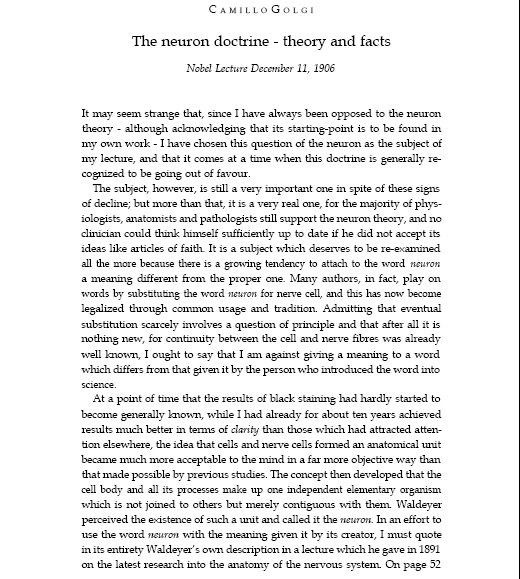 CAMILLO GOLGI
The neuron doctrine - theory and facts
Nobel Lecture December 11, 1906
It may seem strange that, since I have always been opposed to the neuron
theory - although acknowledging that its starting-point is to be found in
my own work - I have chosen this question of the neuron as the subject of
my lecture, and that it comes at a time when this doctrine is generally re-
cognized to be going out of favour.
The subject, however, is still a very important one in spite of these signs
of decline; but more than that, it is a very real one, for the majority of phys-
iologists, anatomists and pathologists still support the neuron theory, and no
clinician could think himself sufficiently up to date if he did not accept its
ideas like articles of faith. It is a subject which deserves to be re-examined
all the more because there is a growing tendency to attach to the word neuron
a meaning different from the proper one. Many authors, in fact, play on
words by substituting the word neuron for nerve cell, and this has now become
legalized through common usage and tradition. Admitting that eventual
substitution scarcely involves a question of principle and that after all it is
nothing new, for continuity between the cell and nerve fibres was already
well known, I ought to say that I am against giving a meaning to a word
which differs from that given it by the person who introduced the word into
science.
At a point of time that the results of black staining had hardly started to
become generally known, while I had already for about ten years achieved
results much better in terms of clarity than those which had attracted atten-
tion elsewhere, the idea that cells and nerve cells formed an anatomical unit
became much more acceptable to the mind in a far more objective way than
that made possible by previous studies. The concept then developed that the
cell body and all its processes make up one independent elementary organism
which is not joined to others but merely contiguous with them. Waldeyer
perceived the existence of such a unit and called it the neuron. In an effort to
use the word neuron with the meaning given it by its creator, I must quote
in its entirety Waldeyer's own description in a lecture which he gave in 1891
on the latest research into the anatomy of the nervous system. On page 52